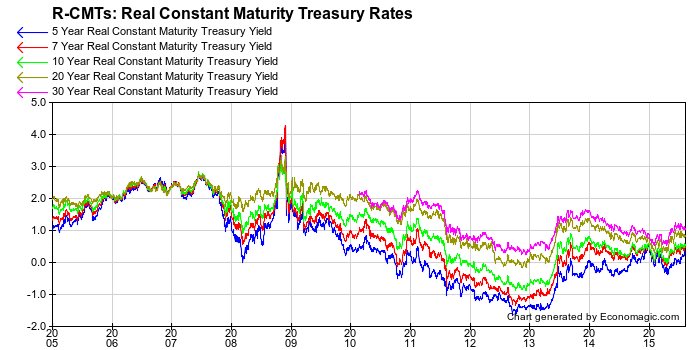 R-CMTs: Real Constant Maturity Treasury Rates
5 Year Real Constant Maturity Treasury Yield
7 Year Real Constant Maturity Treasury Yield
10 Year Real Constant Maturity Treasury Yield
20 Year Real Constant Maturity Treasury Yield
30 Year Real Constant Maturity Treasury Yield
5.0
4.0
3.0
2.0
1.0
0.0
-1.0
-2.0
Chart generated by Economagic.com
20 20 20 20 20 20 20 20 20 20 20
05 06 07 08 09 10 11 12 13 14 15